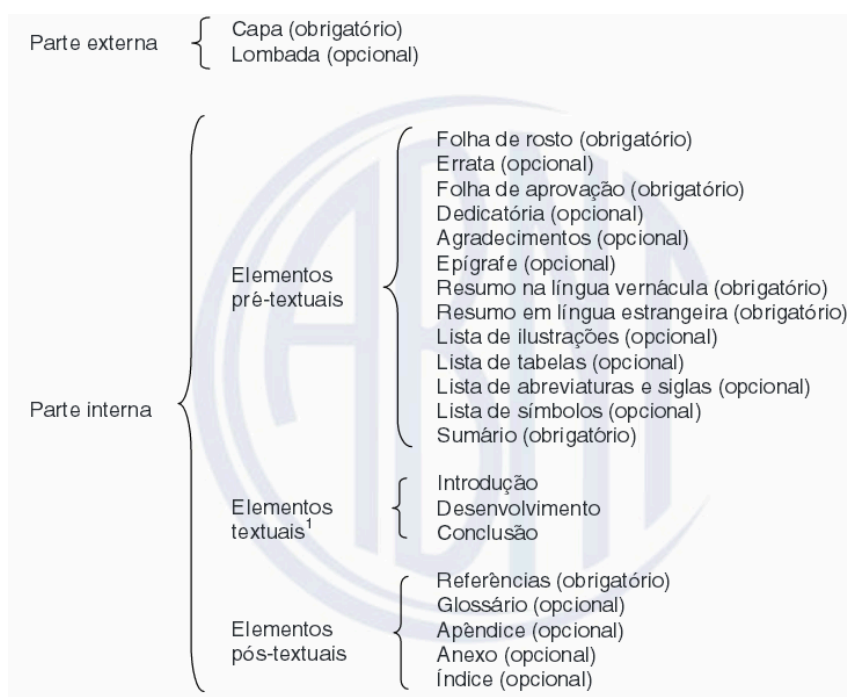 Parte externa
Capa (obrigatório)
Lombada (opcional)
Parte interna
Elementos
pré-textuais
Folha de rosto (obrigatório)
Errata (opcional)
Folha de aprovação (obrigatório)
Dedicatória (opcional)
Agradecimentos (opcional)
Epígrafe (opcional)
Resumo na língua vernácula (obrigatório)
Resumo em língua estrangeira (obrigatório)
Lista de ilustrações (opcional)
Lista de tabelas (opcional)
Lista de abreviaturas e siglas (opcional)
Lista de símbolos (opcional)
Sumário (obrigatório)
Elementos
textuais¹
Introdução
Desenvolvimento
Conclusão
Elementos
pós-textuais
Referências (obrigatório)
Glossário (opcional)
Apêndice (opcional)
Anexo (opcional)
Índice (opcional)
ABNT